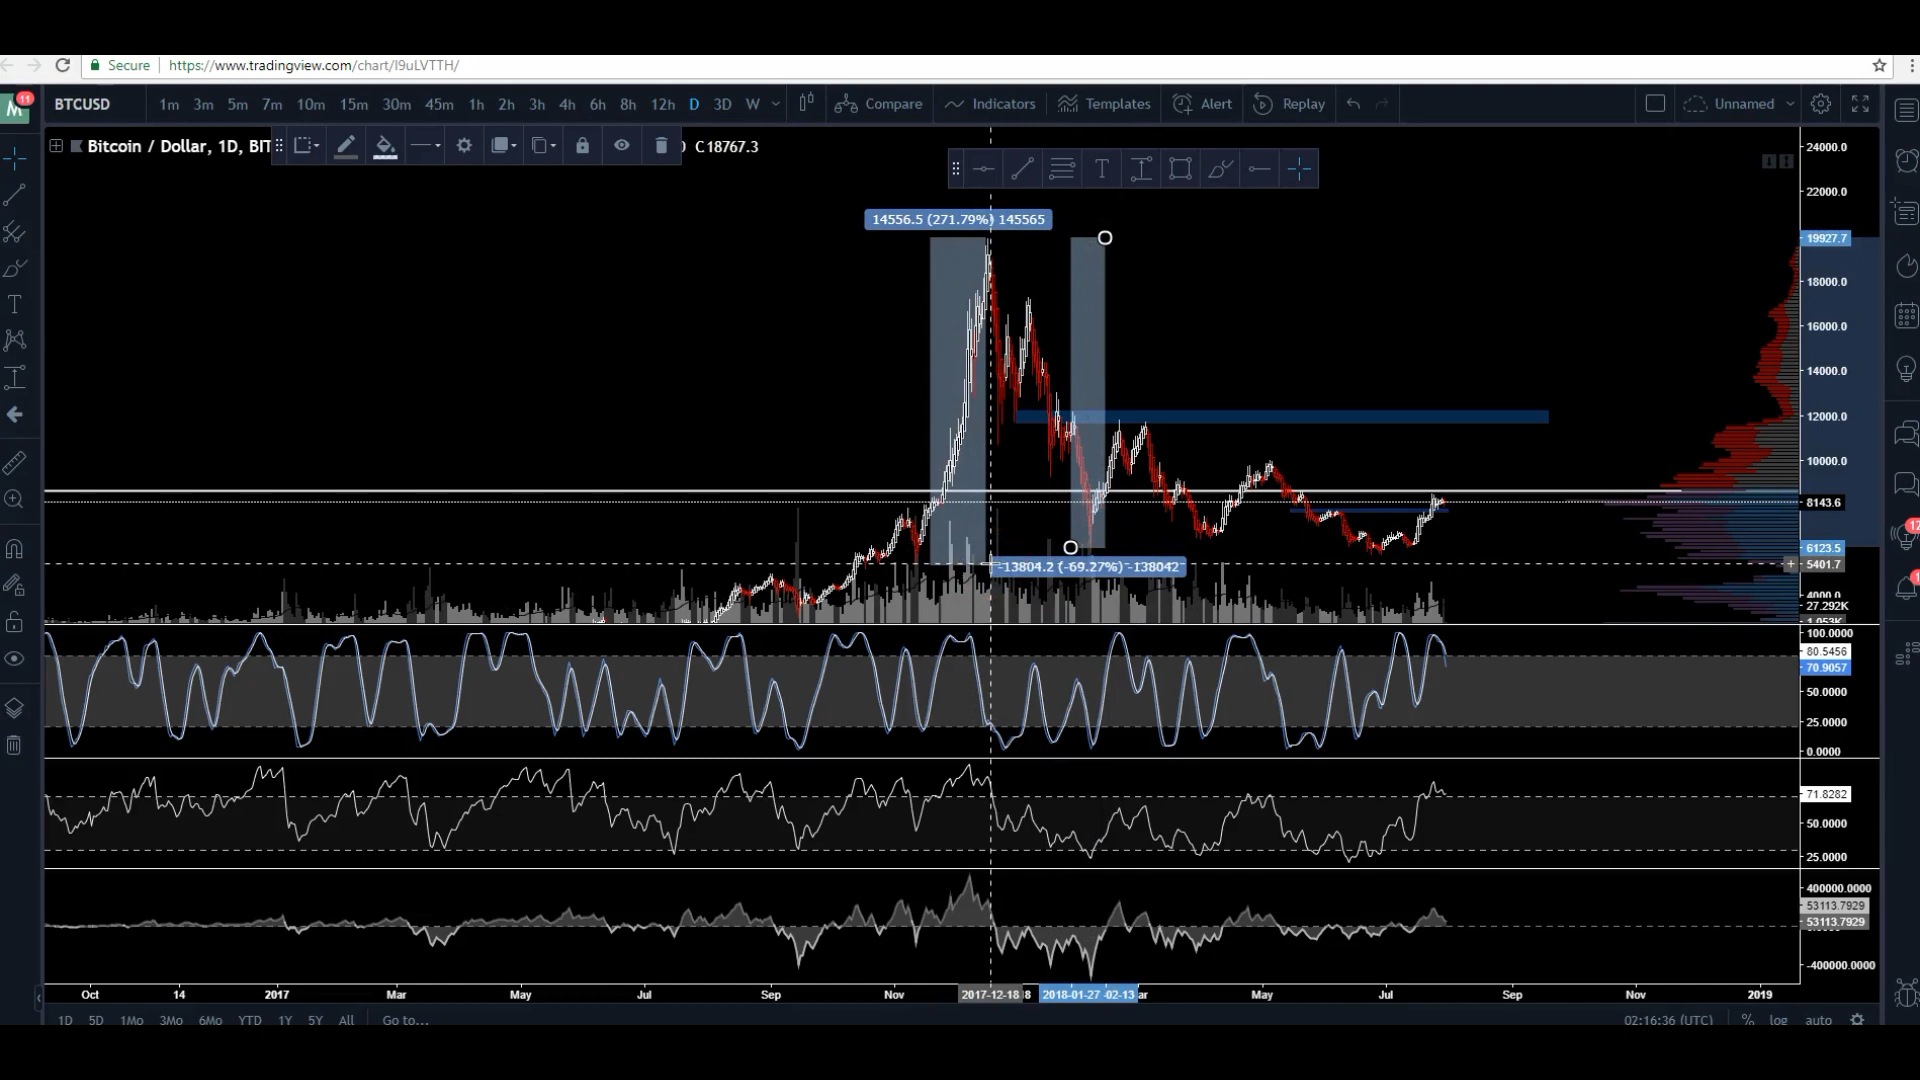 Secure https://www.tradingview.com/chart/I9uLVTTH/
M 11 BTCUSD 1m 3m 5m 7m 10m 15m 30m 45m 1h 2h 3h 4h 6h 8h 12h D 3D W Compare Indicators Templates Alert Replay Unnamed
Bitcoin / Dollar, 1D, BIT C18767.3
24000.0
22000.0
14556.5 (271.79%) 145565
19927.7
18000.0
16000.0
14000.0
12000.0
10000.0
8143.6
6123.5
-13804.2 (-69.27%) -138042
5401.7
4000.0
27.292K
1.053K
100.0000
80.5456
70.9057
50.0000
25.0000
0.0000
71.8282
50.0000
25.0000
400000.0000
53113.7929
53113.7929
-400000.0000
Oct 14 2017 Mar May Jul Sep Nov 2017-12-18 8 2018-01-27 -02-13 ar May Jul Sep Nov 2019
1D 5D 1Mo 3Mo 6Mo YTD 1Y 5Y All Go to... 02:16:36 (UTC) % log auto